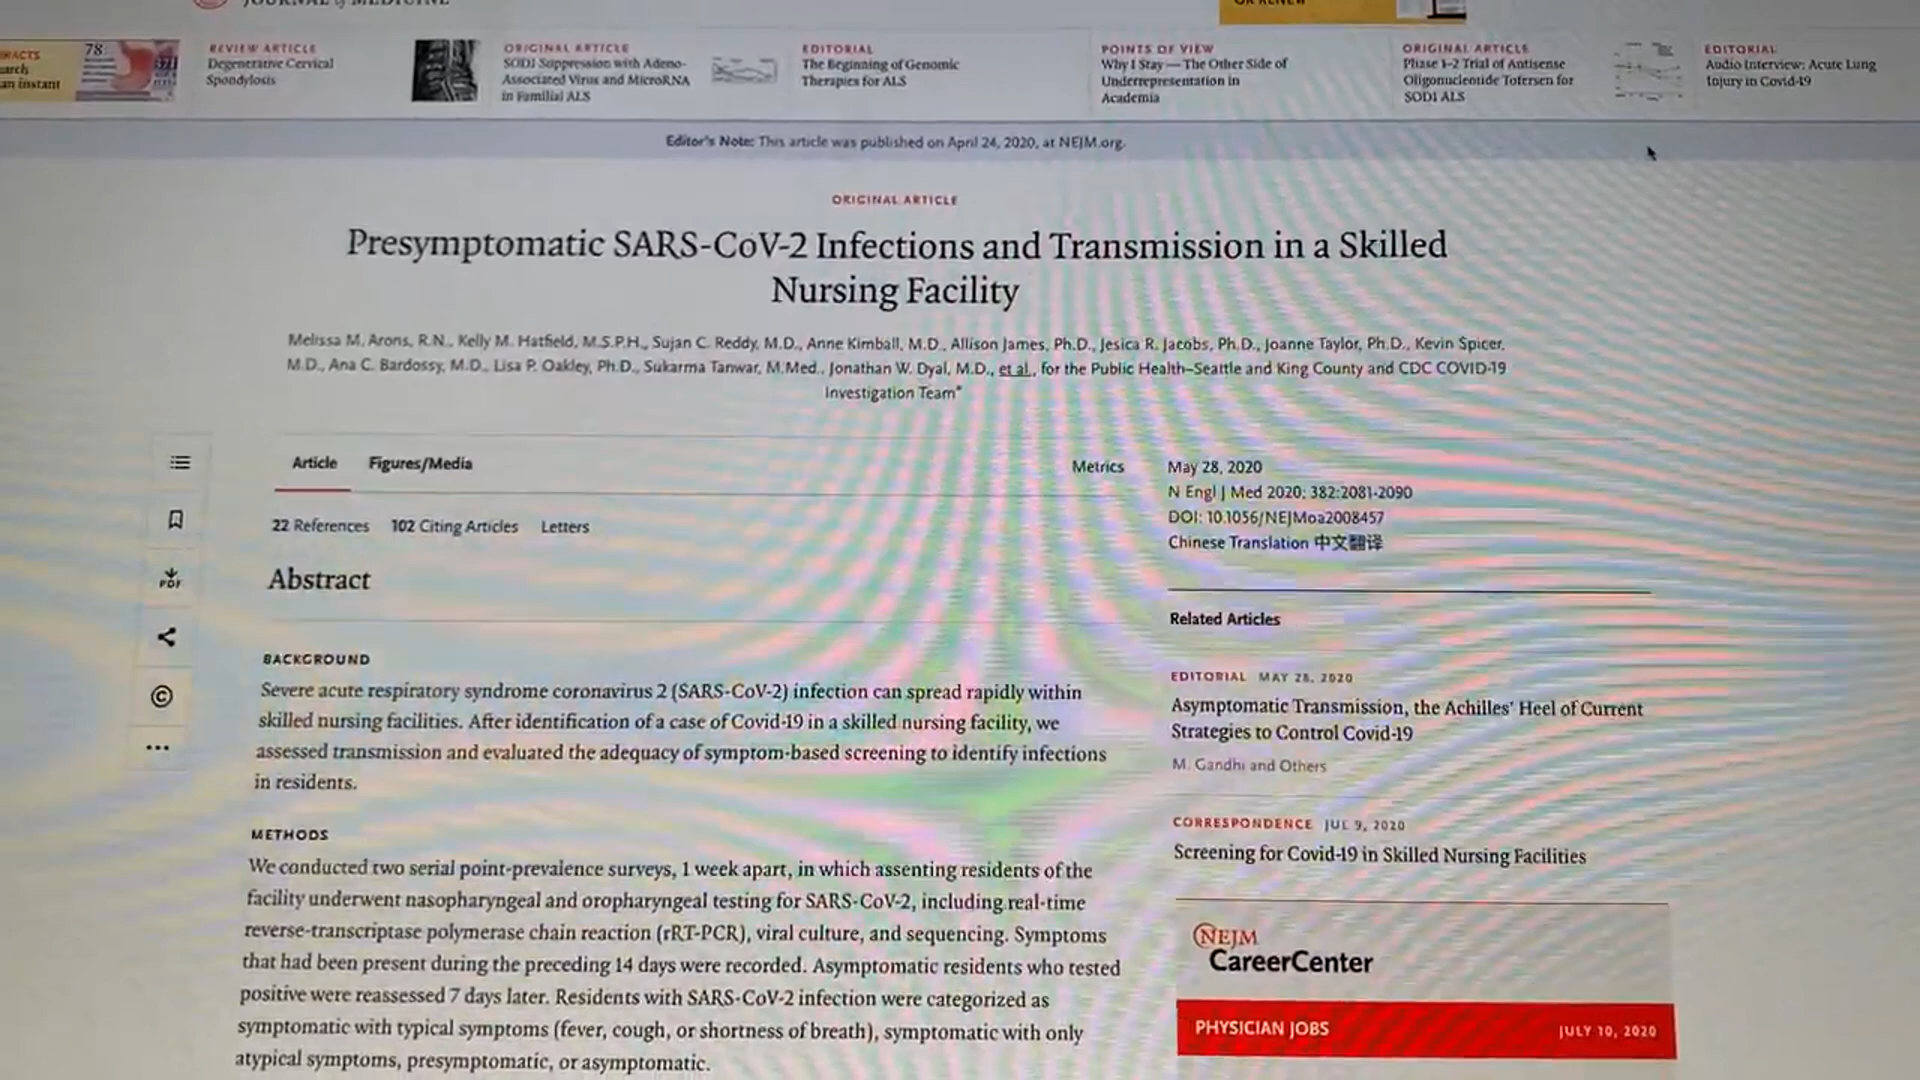 JOURNAL of MEDICINE
OR RENEW
78
REVIEW ARTICLE
Degenerative Cervical
Spondylosis
ORIGINAL ARTICLE
SOD1 Suppression with Adeno-
Associated Virus and MicroRNA
in Familial ALS
EDITORIAL
The Beginning of Genomic
Therapies for ALS
POINTS OF VIEW
Why I Stay — The Other Side of
Underrepresentation in
Academia
ORIGINAL ARTICLE
Phase 1–2 Trial of Antisense
Oligonucleotide Tofersen for
SOD1 ALS
EDITORIAL
Audio Interview: Acute Lung
Injury in Covid-19
an instant
Editor's Note: This article was published on April 24, 2020, at NEJM.org.
ORIGINAL ARTICLE
Presymptomatic SARS-CoV-2 Infections and Transmission in a Skilled
Nursing Facility
Melissa M. Arons, R.N., Kelly M. Hatfield, M.S.P.H., Sujan C. Reddy, M.D., Anne Kimball, M.D., Allison James, Ph.D., Jesica R. Jacobs, Ph.D., Joanne Taylor, Ph.D., Kevin Spicer,
M.D., Ana C. Bardossy, M.D., Lisa P. Oakley, Ph.D., Sukarma Tanwar, M.Med., Jonathan W. Dyal, M.D., et al., for the Public Health–Seattle and King County and CDC COVID-19
Investigation Team*
Article Figures/Media
Metrics
22 References 102 Citing Articles Letters
Abstract
BACKGROUND
Severe acute respiratory syndrome coronavirus 2 (SARS-CoV-2) infection can spread rapidly within
skilled nursing facilities. After identification of a case of Covid-19 in a skilled nursing facility, we
assessed transmission and evaluated the adequacy of symptom-based screening to identify infections
in residents.
METHODS
We conducted two serial point-prevalence surveys, 1 week apart, in which assenting residents of the
facility underwent nasopharyngeal and oropharyngeal testing for SARS-CoV-2, including real-time
reverse-transcriptase polymerase chain reaction (rRT-PCR), viral culture, and sequencing. Symptoms
that had been present during the preceding 14 days were recorded. Asymptomatic residents who tested
positive were reassessed 7 days later. Residents with SARS-CoV-2 infection were categorized as
symptomatic with typical symptoms (fever, cough, or shortness of breath), symptomatic with only
atypical symptoms, presymptomatic, or asymptomatic.
PDF
©
May 28, 2020
N Engl J Med 2020; 382:2081-2090
DOI: 10.1056/NEJMoa2008457
Chinese Translation 中文翻译
Related Articles
EDITORIAL MAY 28, 2020
Asymptomatic Transmission, the Achilles' Heel of Current
Strategies to Control Covid-19
M. Gandhi and Others
CORRESPONDENCE JUL 9, 2020
Screening for Covid-19 in Skilled Nursing Facilities
NEJM
CareerCenter
PHYSICIAN JOBS JULY 10, 2020